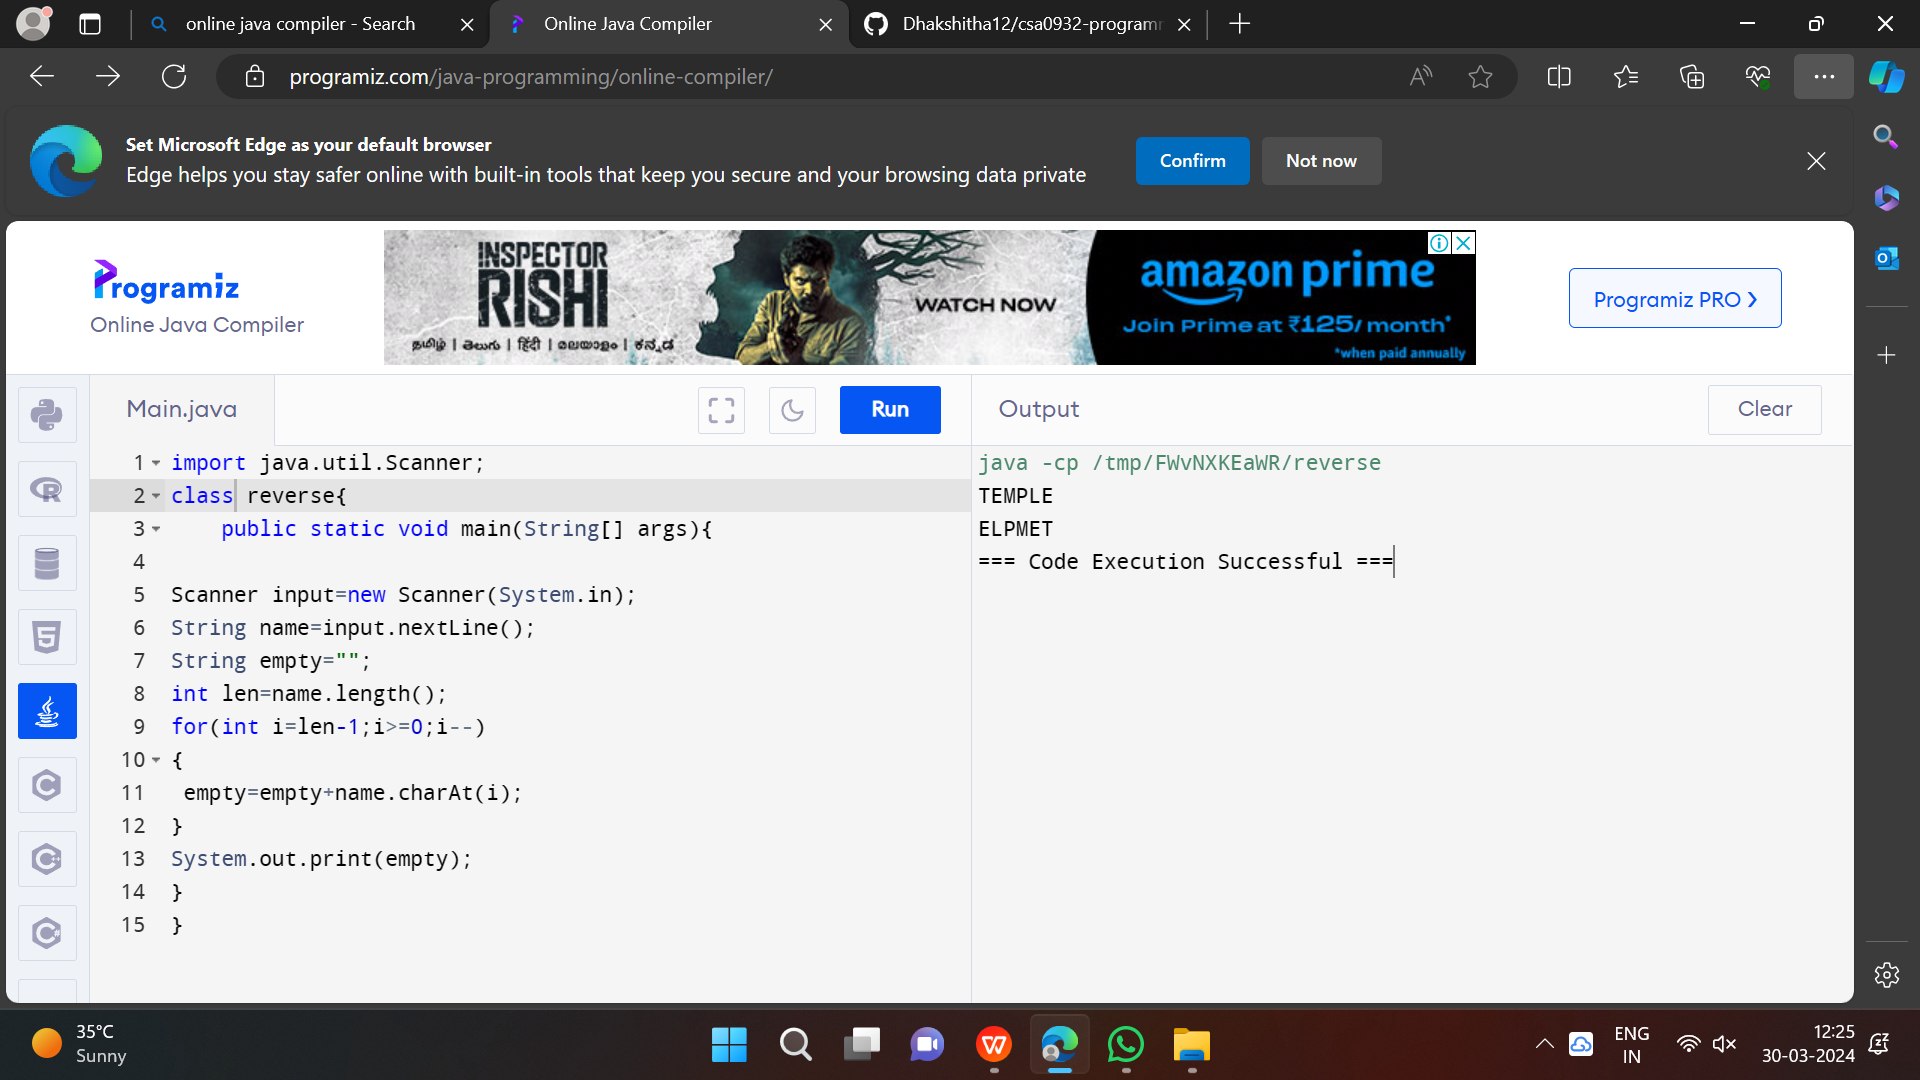 online java compiler - Search
Online Java Compiler
Dhakshitha12/csa0932-programm
programiz.com/java-programming/online-compiler/
Set Microsoft Edge as your default browser
Edge helps you stay safer online with built-in tools that keep you secure and your browsing data private
Confirm
Not now
Programiz
Online Java Compiler
INSPECTOR
RISHI
தமிழ் | తెలుగు | हिंदी | മലയാളം | ಕನ್ನಡ
WATCH NOW
amazon prime
Join Prime at ₹125/ month*
*when paid annually
Programiz PRO ›
Main.java
Run
Output
Clear
1 import java.util.Scanner;
2 class reverse{
3     public static void main(String[] args){
4
5 Scanner input=new Scanner(System.in);
6 String name=input.nextLine();
7 String empty="";
8 int len=name.length();
9 for(int i=len-1;i>=0;i--)
10 {
11  empty=empty+name.charAt(i);
12 }
13 System.out.print(empty);
14 }
15 }
java -cp /tmp/FWvNXKEaWR/reverse
TEMPLE
ELPMET
=== Code Execution Successful ===
35°C
Sunny
ENG
IN
12:25
30-03-2024